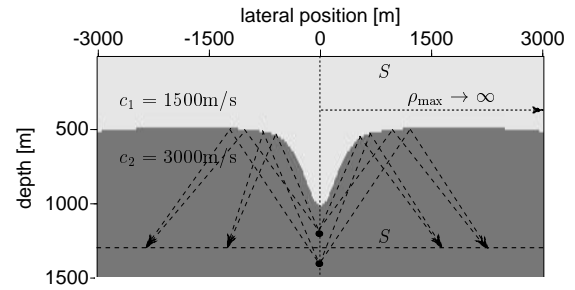 lateral position [m]
-3000 -1500 0 1500 3000
S
c₁ = 1500m/s
ρmax → ∞
500
c₂ = 3000m/s
depth [m]
1000
S
1500